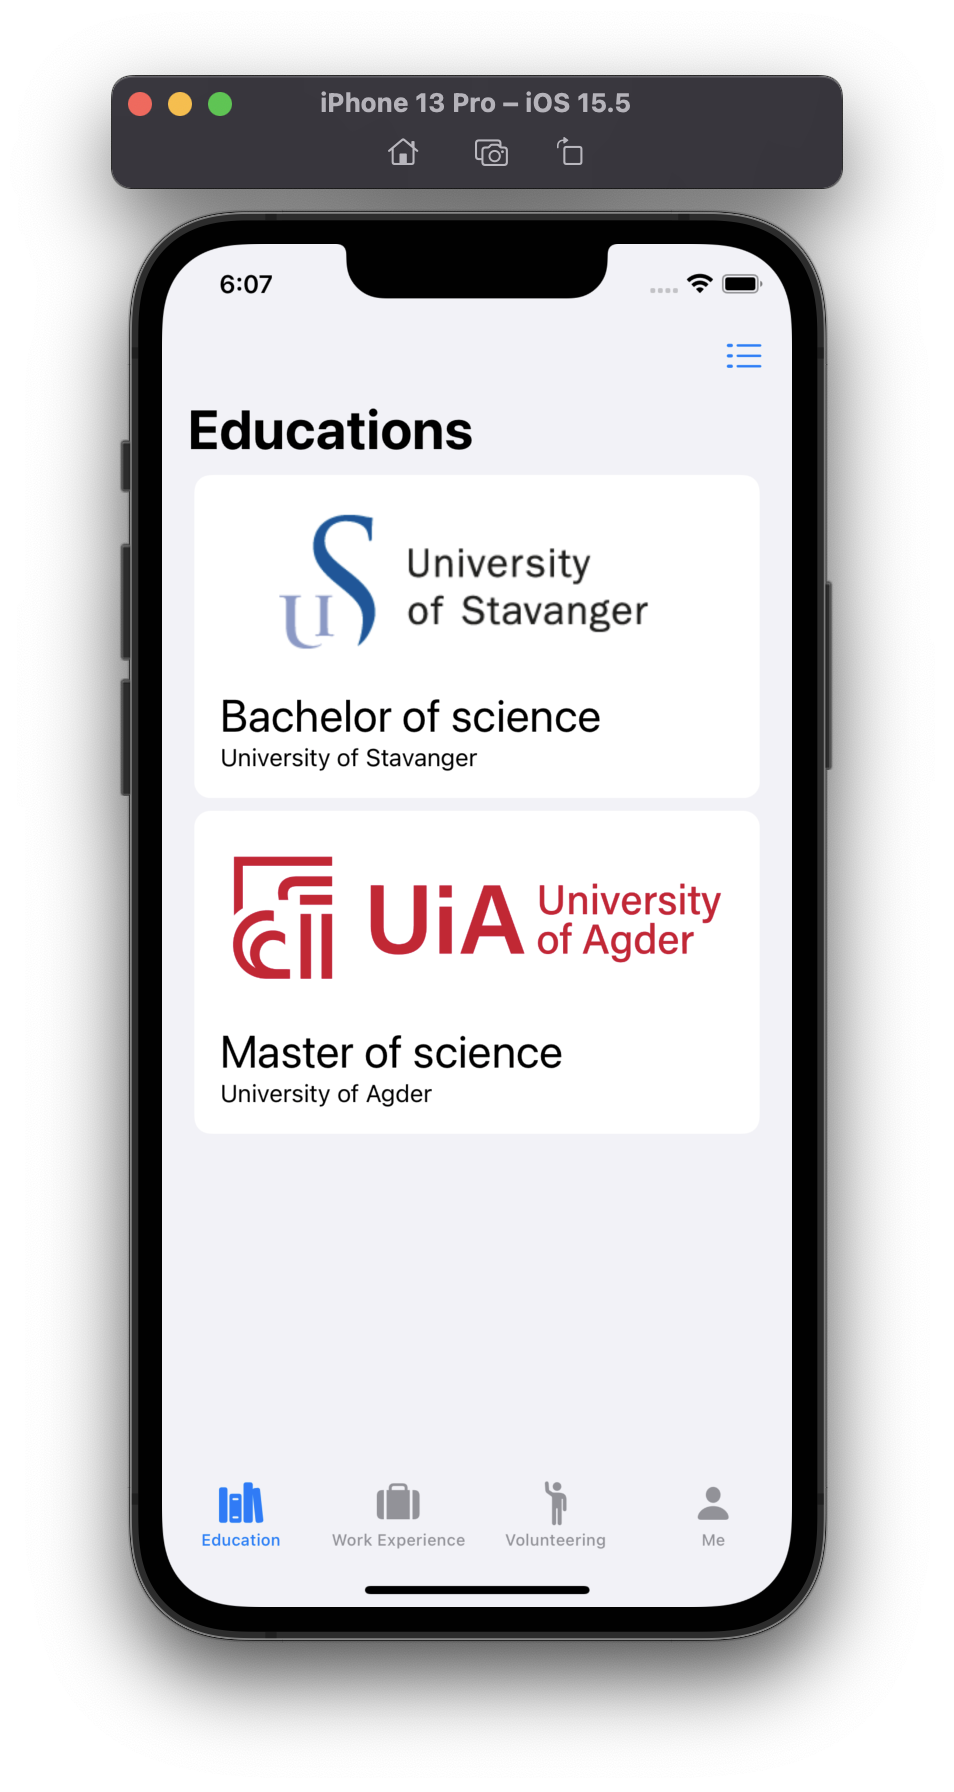 iPhone 13 Pro – iOS 15.5
6:07
Educations
US
University
of Stavanger
Bachelor of science
University of Stavanger
UiA
University
of Agder
Master of science
University of Agder
Education
Work Experience
Volunteering
Me